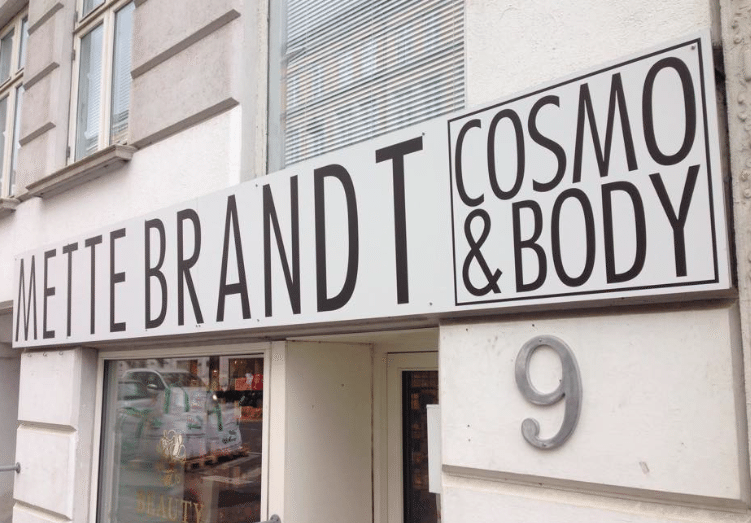 METTE BRANDT
COSMO
& BODY
9
BEAUTY